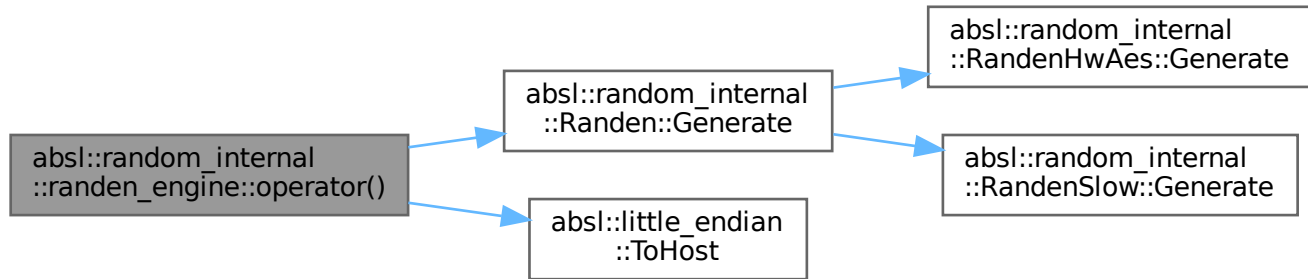 absl::random_internal
::randen_engine::operator()
absl::random_internal
::Randen::Generate
absl::little_endian
::ToHost
absl::random_internal
::RandenHwAes::Generate
absl::random_internal
::RandenSlow::Generate